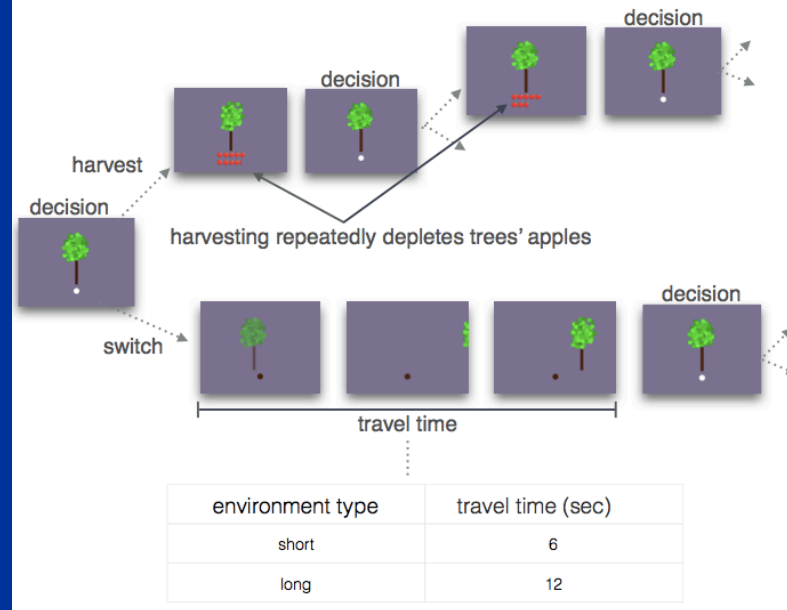 decision
decision
harvest
decision
harvesting repeatedly depletes trees' apples
decision
switch
travel time
environment type travel time (sec)
short 6
long 12